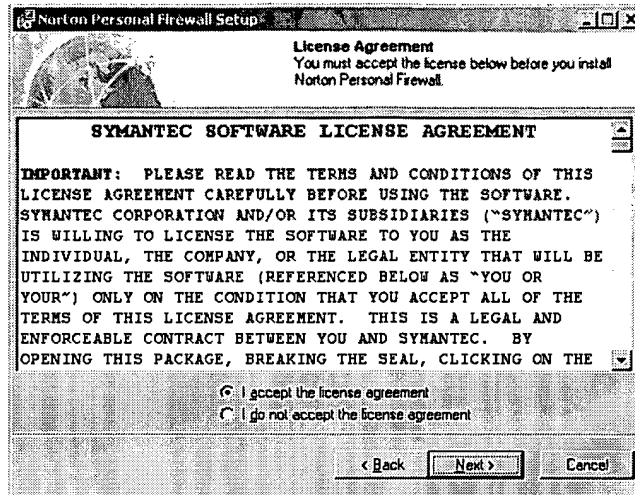 Norton Personal Firewall Setup
License Agreement
You must accept the license below before you install
Norton Personal Firewall.
SYMANTEC SOFTWARE LICENSE AGREEMENT
IMPORTANT: PLEASE READ THE TERMS AND CONDITIONS OF THIS
LICENSE AGREEMENT CAREFULLY BEFORE USING THE SOFTWARE.
SYMANTEC CORPORATION AND/OR ITS SUBSIDIARIES ("SYMANTEC")
IS WILLING TO LICENSE THE SOFTWARE TO YOU AS THE
INDIVIDUAL, THE COMPANY, OR THE LEGAL ENTITY THAT WILL BE
UTILIZING THE SOFTWARE (REFERENCED BELOW AS "YOU OR
YOUR") ONLY ON THE CONDITION THAT YOU ACCEPT ALL OF THE
TERMS OF THIS LICENSE AGREEMENT. THIS IS A LEGAL AND
ENFORCEABLE CONTRACT BETWEEN YOU AND SYMANTEC. BY
OPENING THIS PACKAGE, BREAKING THE SEAL, CLICKING ON THE
I accept the license agreement
I do not accept the license agreement
< Back Next > Cancel